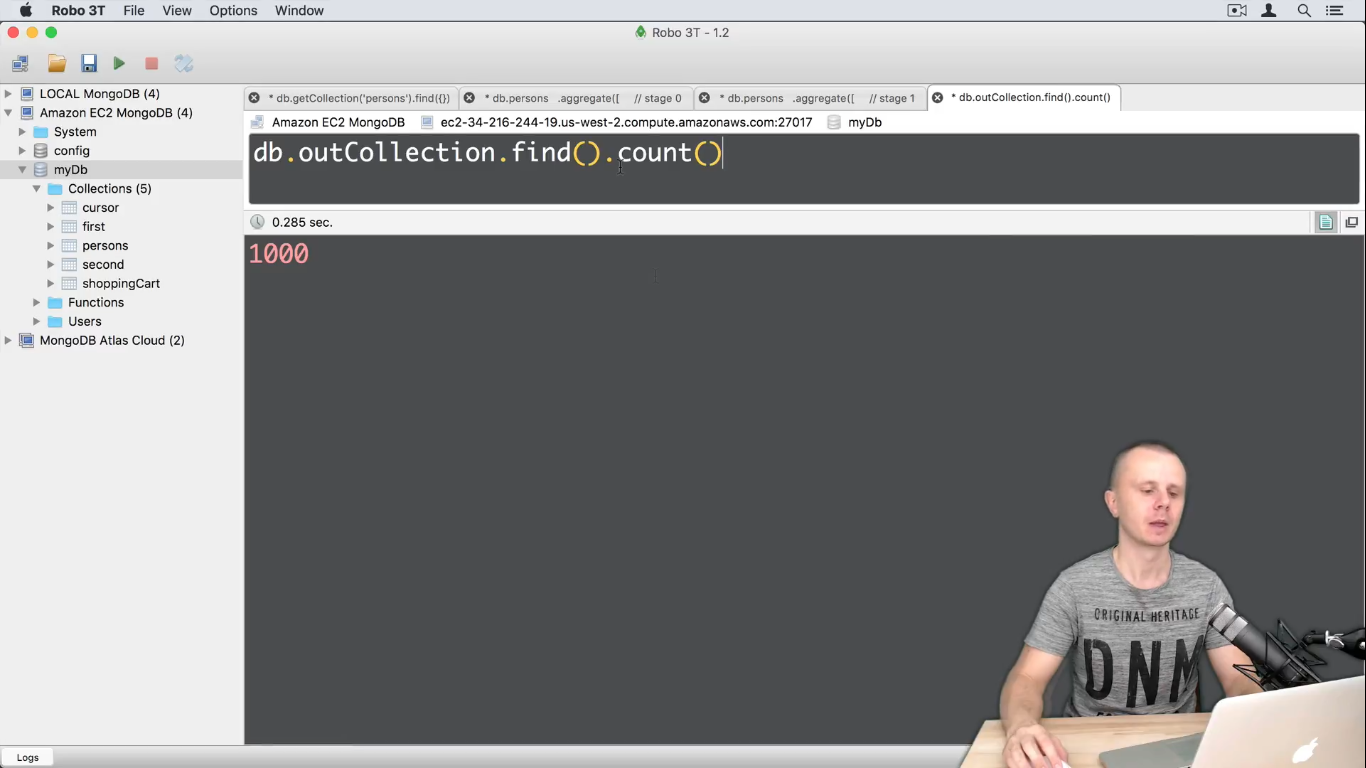 Robo 3T File View Options Window
Robo 3T - 1.2
LOCAL MongoDB (4)
Amazon EC2 MongoDB (4)
System
config
myDb
Collections (5)
cursor
first
persons
second
shoppingCart
Functions
Users
MongoDB Atlas Cloud (2)
* db.getCollection('persons').find({})
* db.persons .aggregate([ // stage 0
* db.persons .aggregate([ // stage 1
* db.outCollection.find().count()
Amazon EC2 MongoDB ec2-34-216-244-19.us-west-2.compute.amazonaws.com:27017 myDb
db.outCollection.find().count()
0.285 sec.
1000
ORIGINAL HERITAGE
DNM
Logs